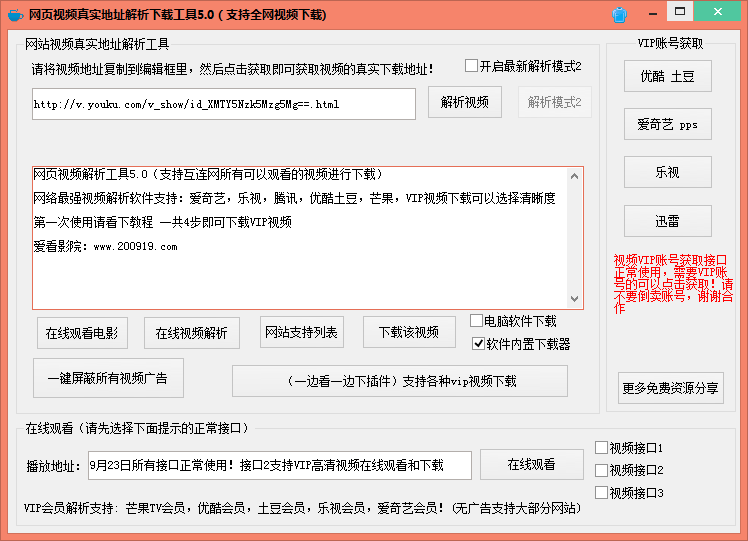 网页视频真实地址解析下载工具5.0(支持全网视频下载)
网站视频真实地址解析工具
请将视频地址复制到编辑框里，然后点击获取即可获取视频的真实下载地址！
开启最新解析模式2
http://v.youku.com/v_show/id_XMTY5Nzk5Mzg5Mg==.html
解析视频
解析模式2
网页视频解析工具5.0（支持互连网所有可以观看的视频进行下载）
网络最强视频解析软件支持：爱奇艺，乐视，腾讯，优酷土豆，芒果，VIP视频下载可以选择清晰度
第一次使用请看下教程 一共4步即可下载VIP视频
爱看影院：www.200919.com
在线观看电影
在线视频解析
网站支持列表
下载该视频
电脑软件下载
软件内置下载器
一键屏蔽所有视频广告
（一边看一边下插件）支持各种vip视频下载
VIP账号获取
优酷 土豆
爱奇艺 pps
乐视
迅雷
视频VIP账号获取接口
正常使用，需要VIP账
号的可以点击获取！请
不要倒卖账号，谢谢合
作
更多免费资源分享
在线观看（请先选择下面提示的正常接口）
播放地址：
9月23日所有接口正常使用！接口2支持VIP高清视频在线观看和下载
在线观看
视频接口1
视频接口2
视频接口3
VIP会员解析支持：芒果TV会员，优酷会员，土豆会员，乐视会员，爱奇艺会员！(无广告支持大部分网站)